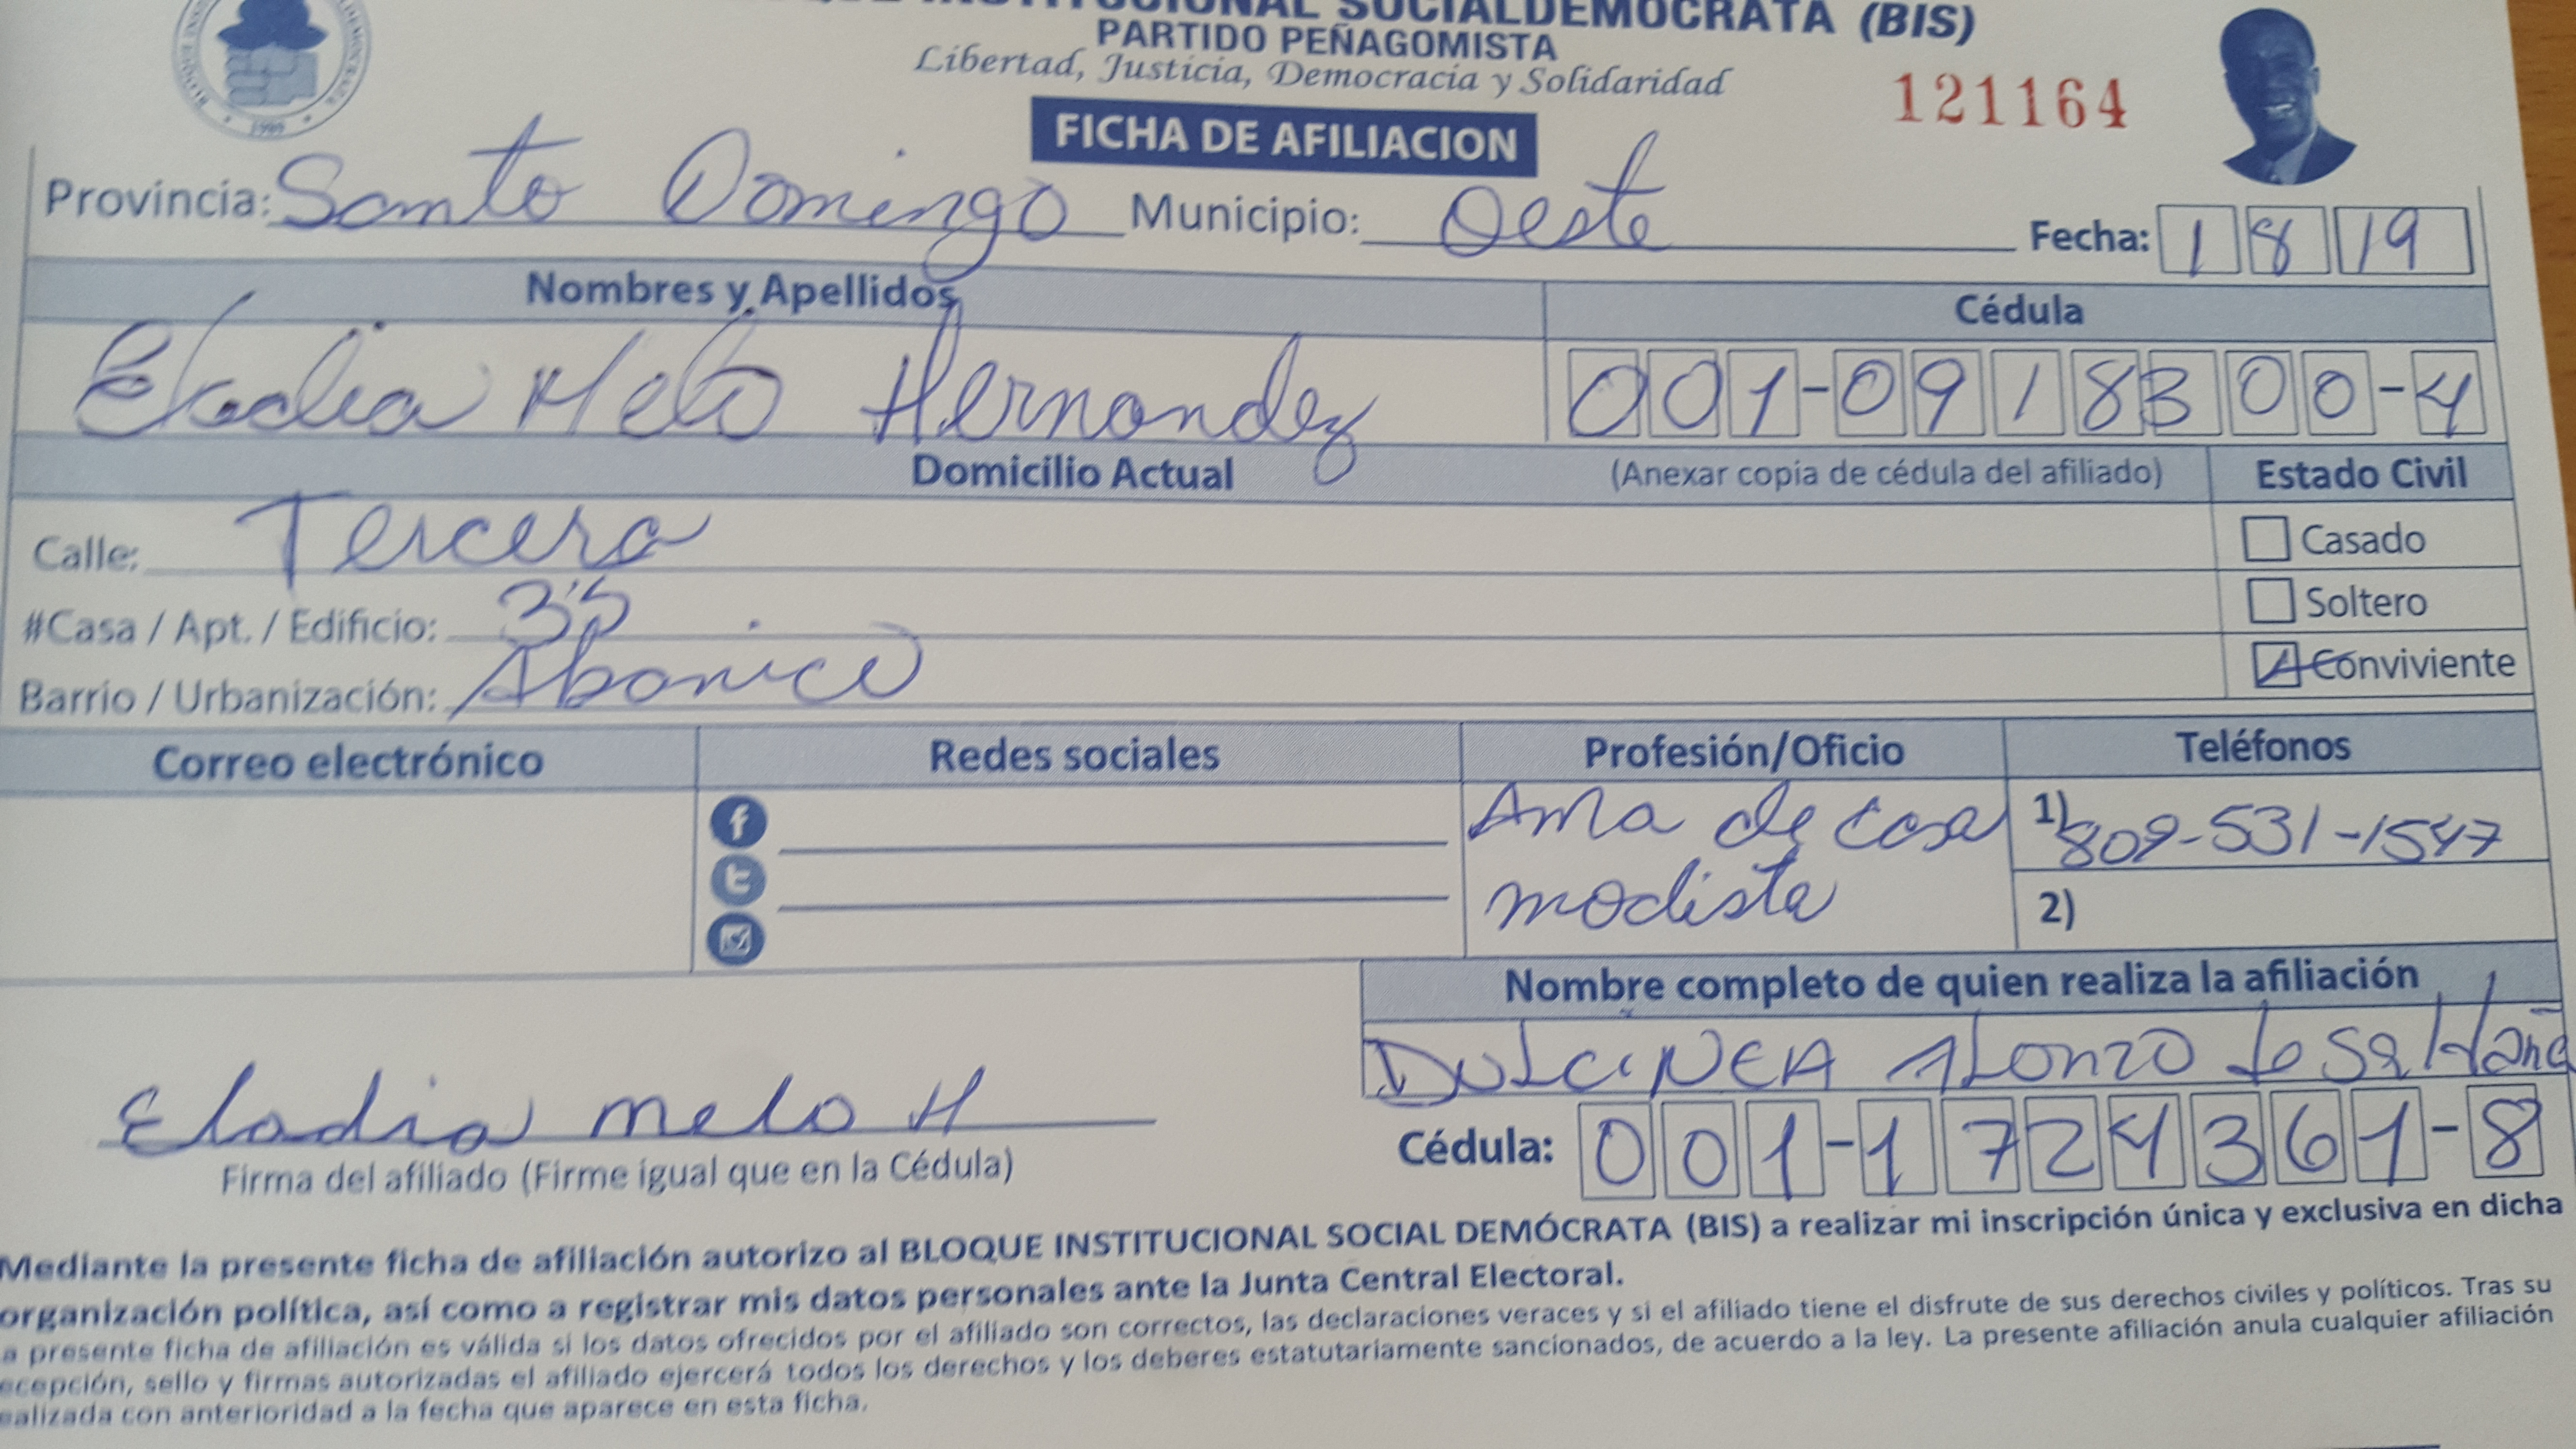 BLOQUE INSTITUCIONAL SOCIALDEMOCRATA (BIS)
PARTIDO PEÑAGOMISTA
Libertad, Justicia, Democracia y Solidaridad
121164
1989
FICHA DE AFILIACION
Provincia: Santo Domingo Municipio: Oeste Fecha: 1 8 19
Nombres y Apellidos Cédula
Eladia Melo Hernandez 001-0918300-4
Domicilio Actual (Anexar copia de cédula del afiliado) Estado Civil
Calle: Tercera Casado
#Casa / Apt. / Edificio: 35 Soltero
Barrio / Urbanización: Abanico Conviviente
Correo electrónico Redes sociales Profesión/Oficio Teléfonos
Ama de casa 1) 809-531-1547
modista 2)
Nombre completo de quien realiza la afiliación
DULCINEA ALonzo de Saldaña
Eladia melo H
Firma del afiliado (Firme igual que en la Cédula)
Cédula: 001-1724361-8
Mediante la presente ficha de afiliación autorizo al BLOQUE INSTITUCIONAL SOCIAL DEMÓCRATA (BIS) a realizar mi inscripción única y exclusiva en dicha
organización política, así como a registrar mis datos personales ante la Junta Central Electoral.
a presente ficha de afiliación es válida si los datos ofrecidos por el afiliado son correctos, las declaraciones veraces y si el afiliado tiene el disfrute de sus derechos civiles y políticos. Tras su
ecepción, sello y firmas autorizadas el afiliado ejercerá todos los derechos y los deberes estatutariamente sancionados, de acuerdo a la ley. La presente afiliación anula cualquier afiliación
ealizada con anterioridad a la fecha que aparece en esta ficha.